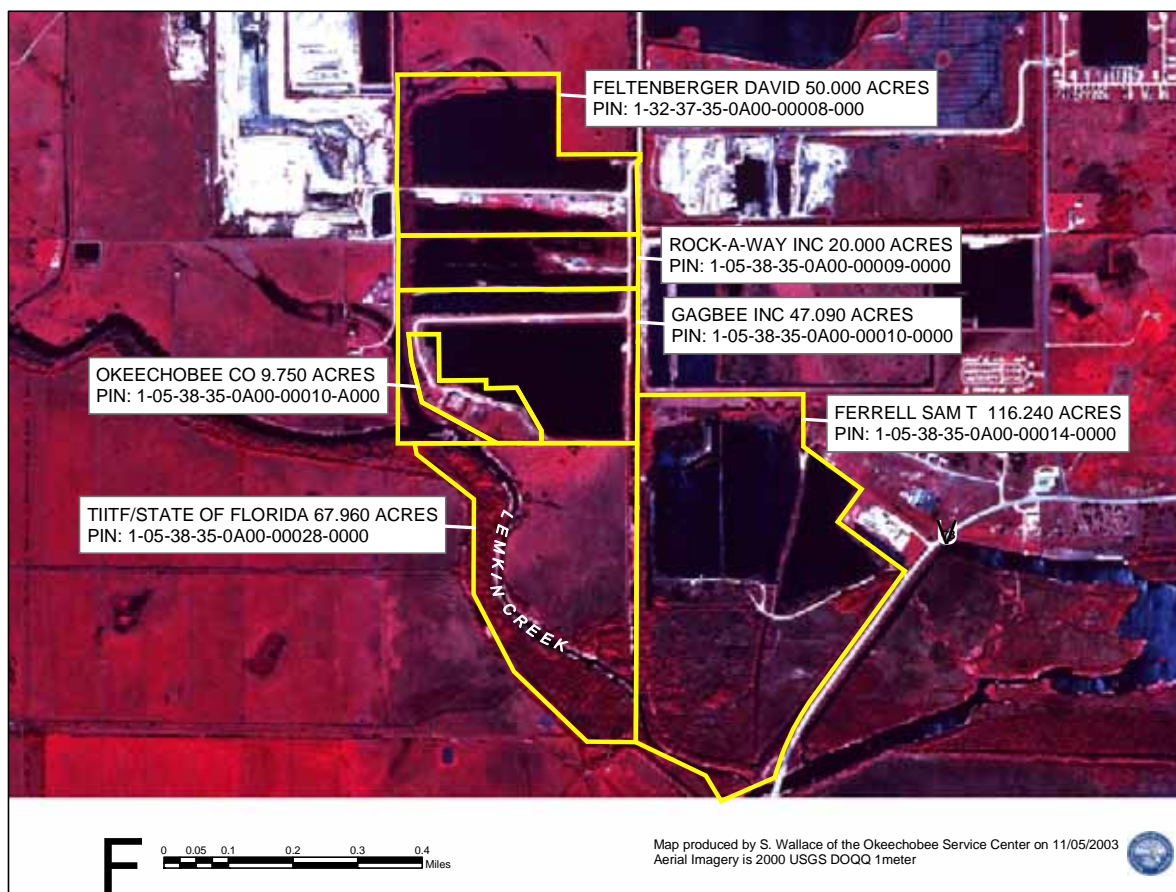 FELTENBERGER DAVID 50.000 ACRES
PIN: 1-32-37-35-0A00-00008-000
ROCK-A-WAY INC 20.000 ACRES
PIN: 1-05-38-35-0A00-00009-0000
GAGBEE INC 47.090 ACRES
PIN: 1-05-38-35-0A00-00010-0000
OKEECHOBEE CO 9.750 ACRES
PIN: 1-05-38-35-0A00-00010-A000
FERRELL SAM T 116.240 ACRES
PIN: 1-05-38-35-0A00-00014-0000
TIITF/STATE OF FLORIDA 67.960 ACRES
PIN: 1-05-38-35-0A00-00028-0000
LEMKIN CREEK
F
0 0.05 0.1 0.2 0.3 0.4
Miles
Map produced by S. Wallace of the Okeechobee Service Center on 11/05/2003
Aerial Imagery is 2000 USGS DOQQ 1meter